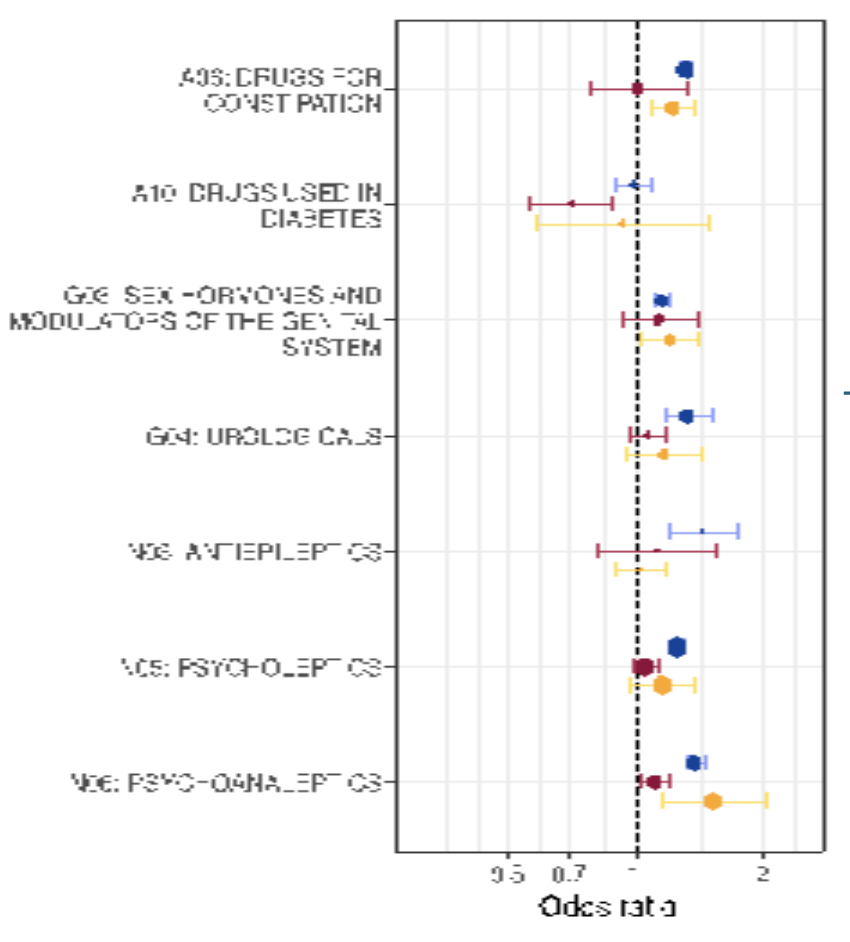 A06: DRUGS FOR
CONSTIPATION
A10: DRUGS USED IN
DIABETES
G03: SEX HORMONES AND
MODULATORS OF THE GENITAL
SYSTEM
G04: UROLOGICALS
N03: ANTIEPILEPTICS
N05: PSYCHOLEPTICS
N06: PSYCHOANALEPTICS
0.5 0.7 1 2
Odds ratio